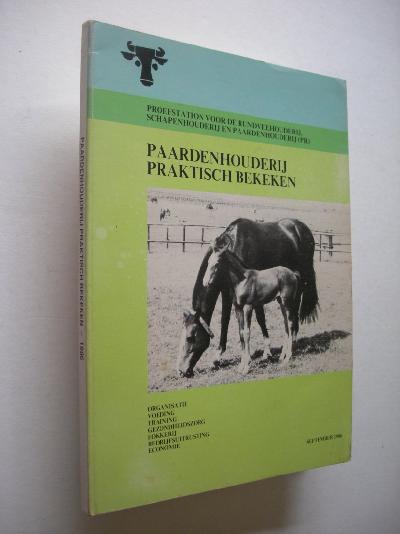 PROEFSTATION VOOR DE RUNDVEEHOUDERIJ,
SCHAPENHOUDERIJ EN PAARDENHOUDERIJ (PR)
PAARDENHOUDERIJ
PRAKTISCH BEKEKEN
ORGANISATIE
VOEDING
TRAINING
GEZONDHEIDSZORG
FOKKERIJ
BEDRIJFSUITRUSTING
ECONOMIE
SEPTEMBER 1986
PAARDENHOUDERIJ PRAKTISCH BEKEKEN - 1986